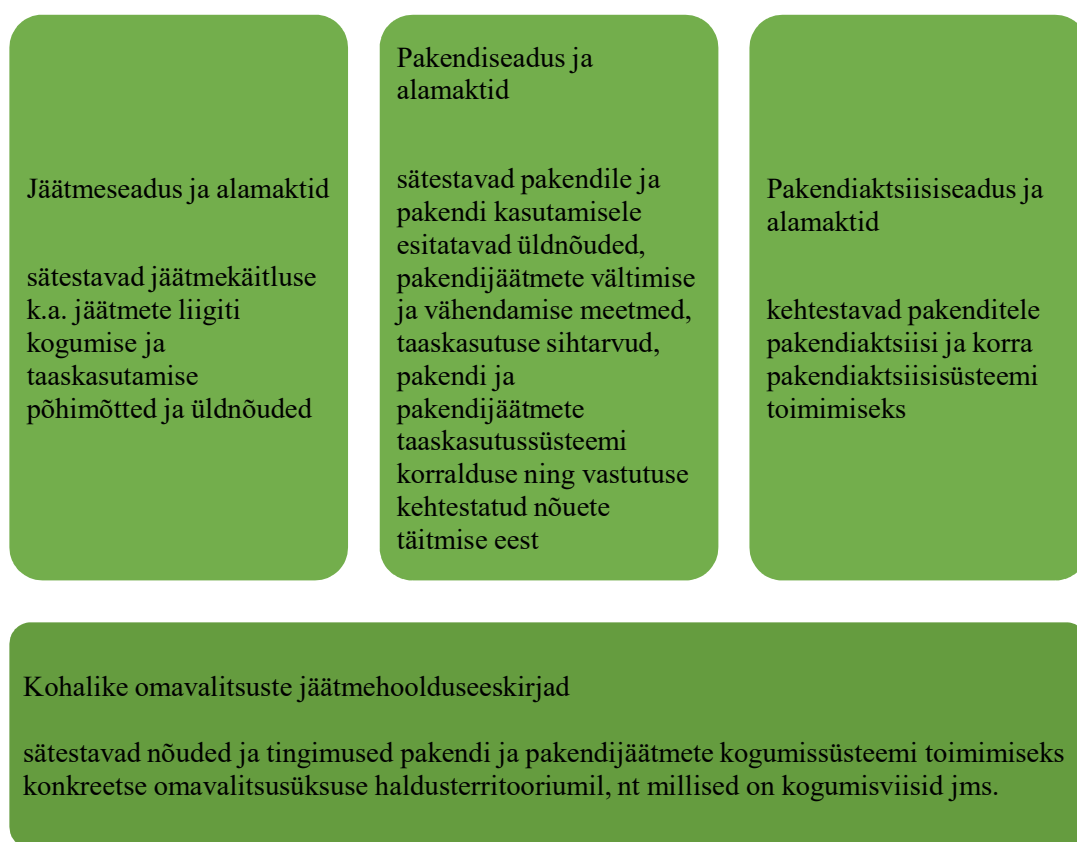 Jäätmeseadus ja alamaktid
sätestavad jäätmekäitluse
k.a. jäätmete liigiti
kogumise ja
taaskasutamise
põhimõtted ja üldnõuded
Pakendiseadus ja
alamaktid
sätestavad pakendile ja
pakendi kasutamisele
esitatavad üldnõuded,
pakendijäätmete vältimise
ja vähendamise meetmed,
taaskasutuse sihtarvud,
pakendi ja
pakendijäätmete
taaskasutussüsteemi
korralduse ning vastutuse
kehtestatud nõuete
täitmise eest
Pakendiaktsiisiseadus ja
alamaktid
kehtestavad pakenditele
pakendiaktsiisi ja korra
pakendiaktsiisisüsteemi
toimimiseks
Kohalike omavalitsuste jäätmehoolduseeskirjad
sätestavad nõuded ja tingimused pakendi ja pakendijäätmete kogumissüsteemi toimimiseks
konkreetse omavalitsusüksuse haldusterritooriumil, nt millised on kogumisviisid jms.